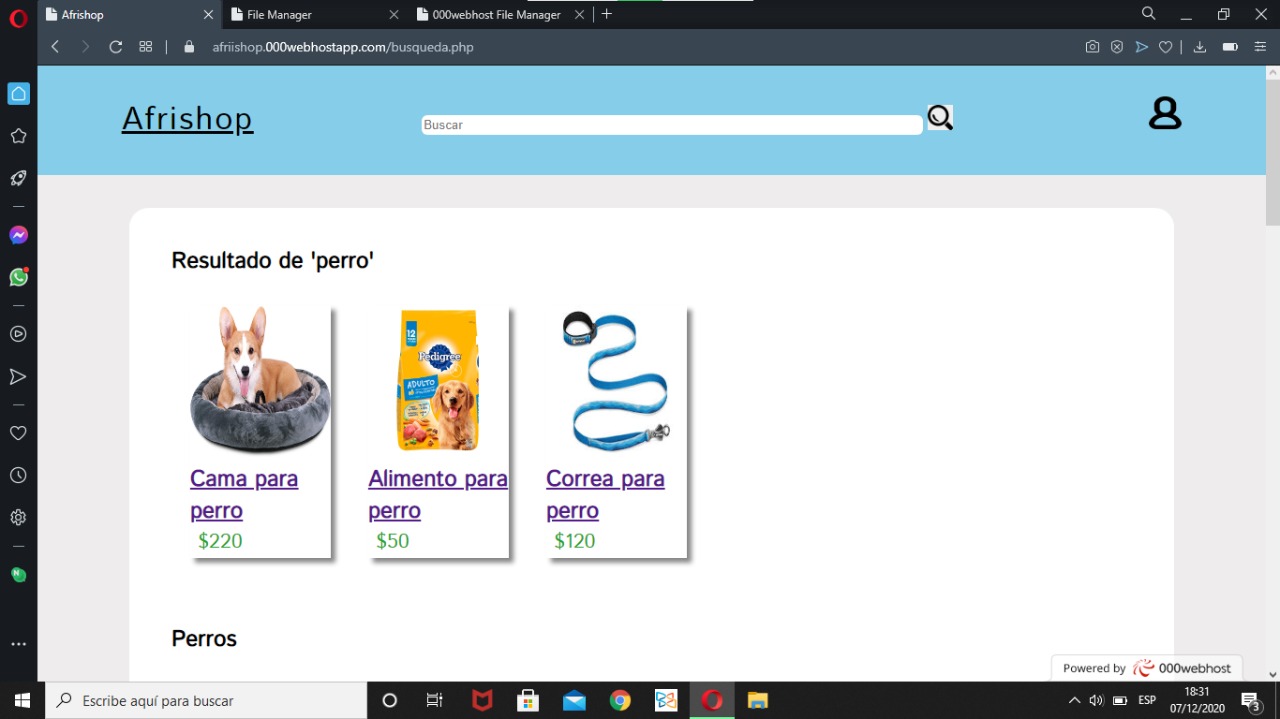 Afrishop
File Manager
000webhost File Manager
afriishop.000webhostapp.com/busqueda.php
Afrishop
Buscar
Resultado de 'perro'
12
Pedigree
ADULTO
Cama para
perro
$220
Alimento para
perro
$50
Correa para
perro
$120
Perros
Powered by 000webhost
N
Escribe aquí para buscar
ESP
18:31
07/12/2020
3